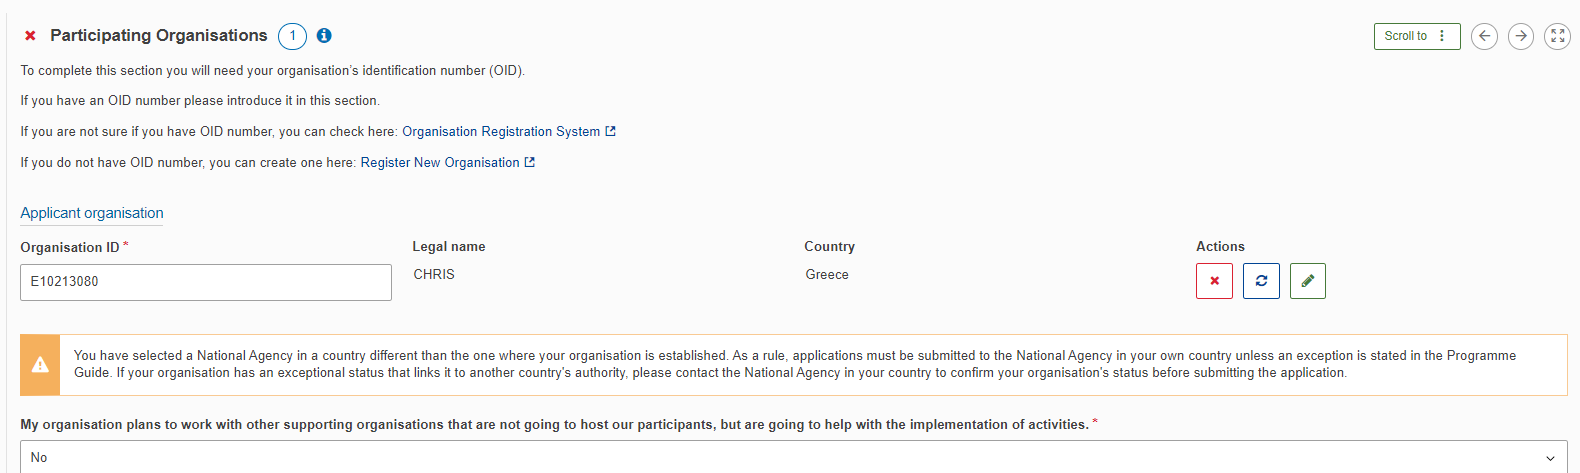 Participating Organisations 1
Scroll to
To complete this section you will need your organisation's identification number (OID).
If you have an OID number please introduce it in this section.
If you are not sure if you have OID number, you can check here: Organisation Registration System
If you do not have OID number, you can create one here: Register New Organisation
Applicant organisation
Organisation ID * Legal name Country Actions
E10213080 CHRIS Greece
You have selected a National Agency in a country different than the one where your organisation is established. As a rule, applications must be submitted to the National Agency in your own country unless an exception is stated in the Programme
Guide. If your organisation has an exceptional status that links it to another country's authority, please contact the National Agency in your country to confirm your organisation's status before submitting the application.
My organisation plans to work with other supporting organisations that are not going to host our participants, but are going to help with the implementation of activities. *
No